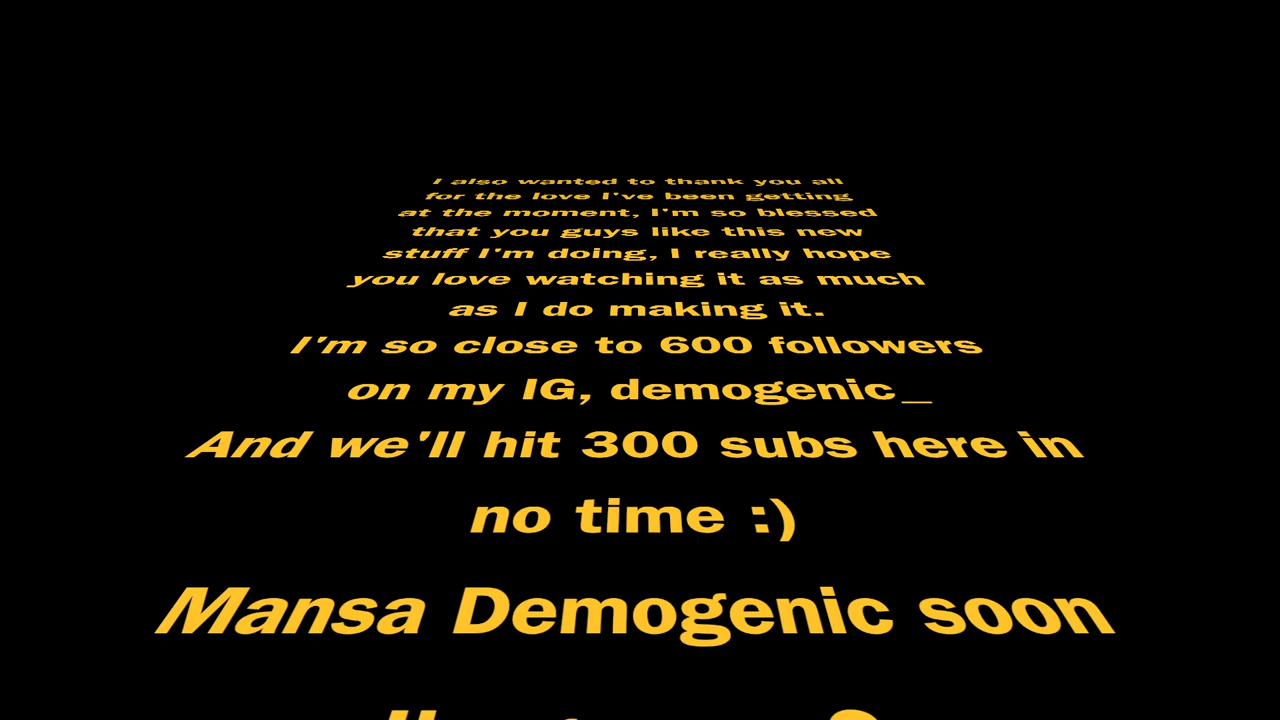 I also wanted to thank you all
for the love I've been getting
at the moment, I'm so blessed
that you guys like this new
stuff I'm doing, I really hope
you love watching it as much
as I do making it.
I'm so close to 600 followers
on my IG, demogenic_
And we'll hit 300 subs here in
no time :)
Mansa Demogenic soon